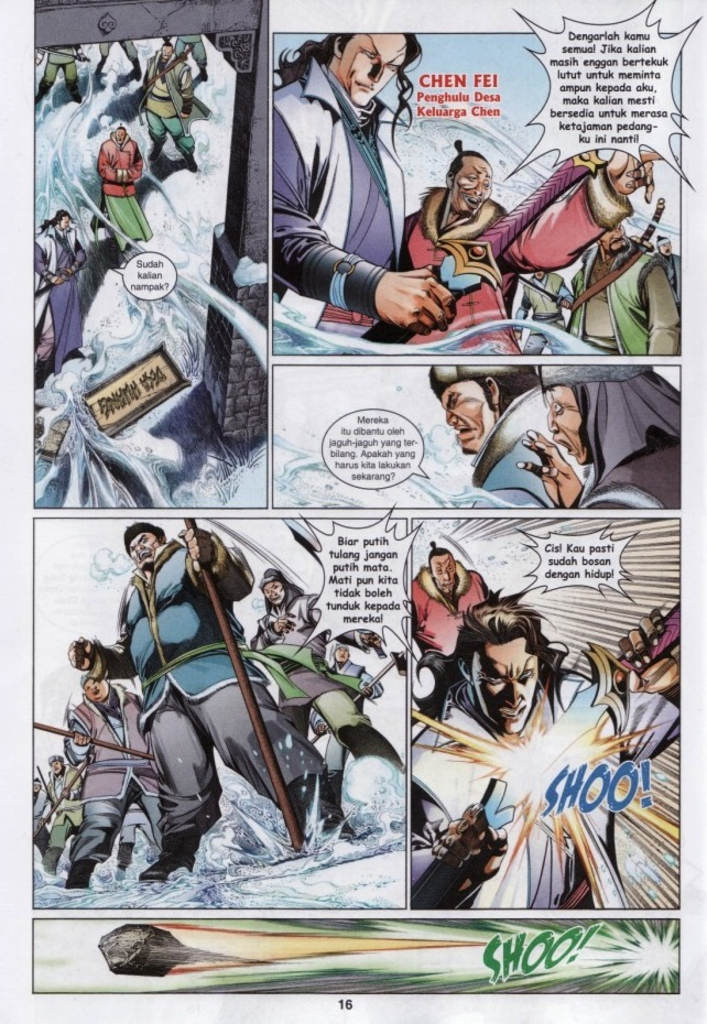 Sudah
kalian
nampak?
CHEN FEI
Penghulu Desa
Keluarga Chen
Dengarlah kamu
semua! Jika kalian
masih enggan bertekuk
lutut untuk meminta
ampun kepada aku,
maka kalian mesti
bersedia untuk merasa
ketajaman pedang-
ku ini nanti!
Mereka
itu dibantu oleh
jaguh-jaguh yang ter-
bilang. Apakah yang
harus kita lakukan
sekarang?
Biar putih
tulang jangan
putih mata.
Mati pun kita
tidak boleh
tunduk kepada
mereka!
Cis! Kau pasti
sudah bosan
dengan hidup!
SHOO!
SHOO!
16